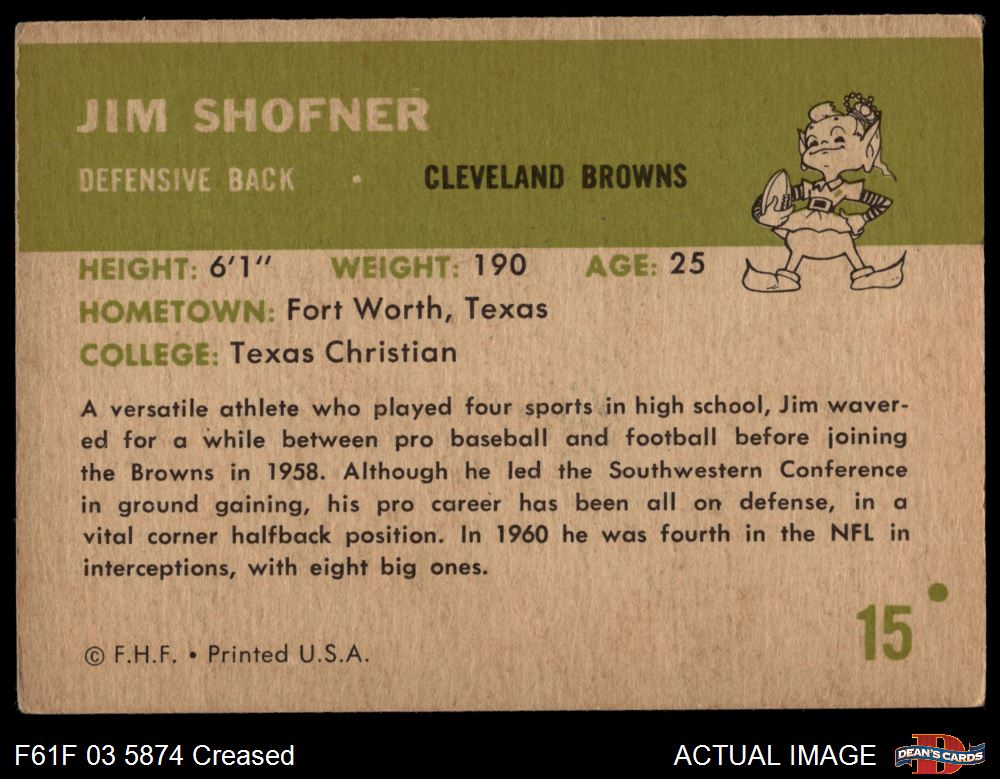 JIM SHOFNER
DEFENSIVE BACK • CLEVELAND BROWNS
HEIGHT: 6'1" WEIGHT: 190 AGE: 25
HOMETOWN: Fort Worth, Texas
COLLEGE: Texas Christian
A versatile athlete who played four sports in high school, Jim waver-
ed for a while between pro baseball and football before joining
the Browns in 1958. Although he led the Southwestern Conference
in ground gaining, his pro career has been all on defense, in a
vital corner halfback position. In 1960 he was fourth in the NFL in
interceptions, with eight big ones.
15
© F.H.F. • Printed U.S.A.
F61F 03 5874 Creased ACTUAL IMAGE D DEAN'S CARDS